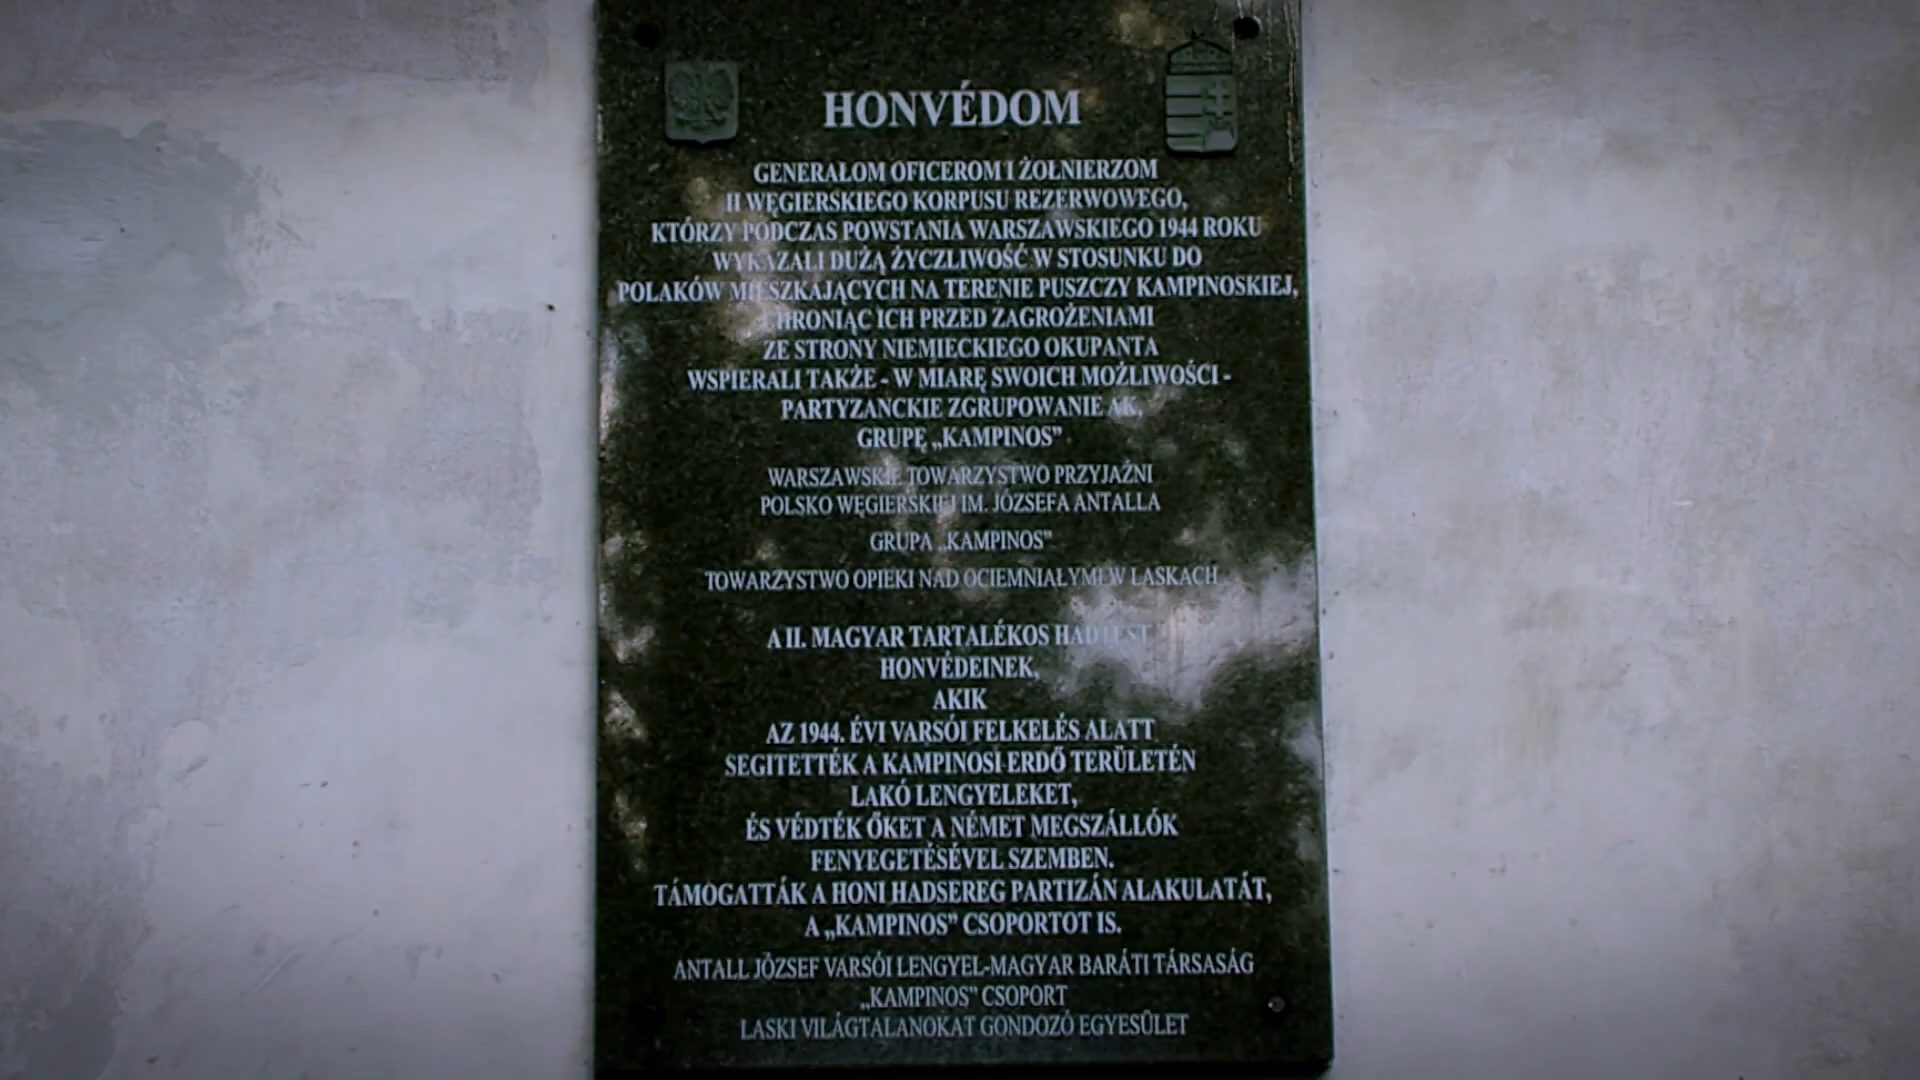 HONVÉDOM
GENERAŁOM OFICEROM I ŻOŁNIERZOM
II WĘGIERSKIEGO KORPUSU REZERWOWEGO,
KTÓRZY PODCZAS POWSTANIA WARSZAWSKIEGO 1944 ROKU
WYKAZALI DUŻĄ ŻYCZLIWOŚĆ W STOSUNKU DO
POLAKÓW MIESZKAJĄCYCH NA TERENIE PUSZCZY KAMPINOSKIEJ,
CHRONIĄC ICH PRZED ZAGROŻENIAMI
ZE STRONY NIEMIECKIEGO OKUPANTA
WSPIERALI TAKŻE - W MIARĘ SWOICH MOŻLIWOŚCI -
PARTYZANCKIE ZGRUPOWANIE AK,
GRUPĘ „KAMPINOS”
WARSZAWSKIE TOWARZYSTWO PRZYJAŹNI
POLSKO WĘGIERSKIEJ IM. JÓZSEFA ANTALLA
GRUPA „KAMPINOS”
TOWARZYSTWO OPIEKI NAD OCIEMNIAŁYMI W LASKACH
A II. MAGYAR TARTALÉKOS HADTEST
HONVÉDEINEK,
AKIK
AZ 1944. ÉVI VARSÓI FELKELÉS ALATT
SEGITETTÉK A KAMPINOSI ERDŐ TERÜLETÉN
LAKÓ LENGYELEKET,
ÉS VÉDTÉK ŐKET A NÉMET MEGSZÁLLÓK
FENYEGETÉSÉVEL SZEMBEN.
TÁMOGATTÁK A HONI HADSEREG PARTIZÁN ALAKULATÁT,
A „KAMPINOS” CSOPORTOT IS.
ANTALL JÓZSEF VARSÓI LENGYEL-MAGYAR BARÁTI TÁRSASÁG
„KAMPINOS” CSOPORT
LASKI VILÁGTALANOKAT GONDOZÓ EGYESÜLET